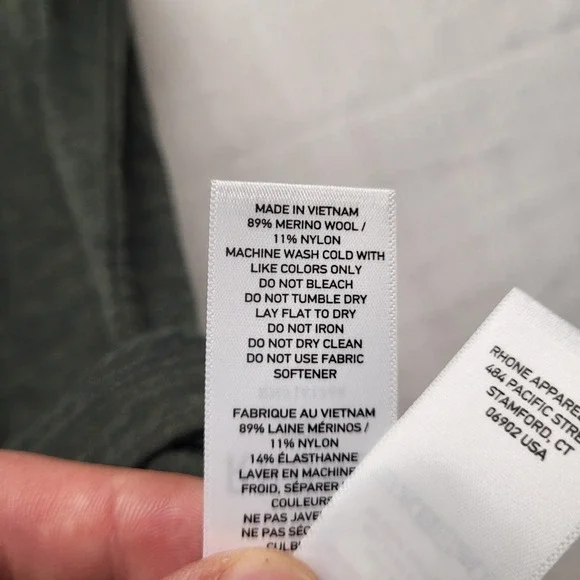 MADE IN VIETNAM
89% MERINO WOOL /
11% NYLON
MACHINE WASH COLD WITH
LIKE COLORS ONLY
DO NOT BLEACH
DO NOT TUMBLE DRY
LAY FLAT TO DRY
DO NOT IRON
DO NOT DRY CLEAN
DO NOT USE FABRIC
SOFTENER
FABRIQUE AU VIETNAM
89% LAINE MÉRINOS /
11% NYLON
14% ÉLASTHANNE
LAVER EN MACHINE
FROID, SÉPARER
COULEURS
NE PAS
NE PAS
RHONE
484 PACIFIC
STAMFORD, CT
06902 USA